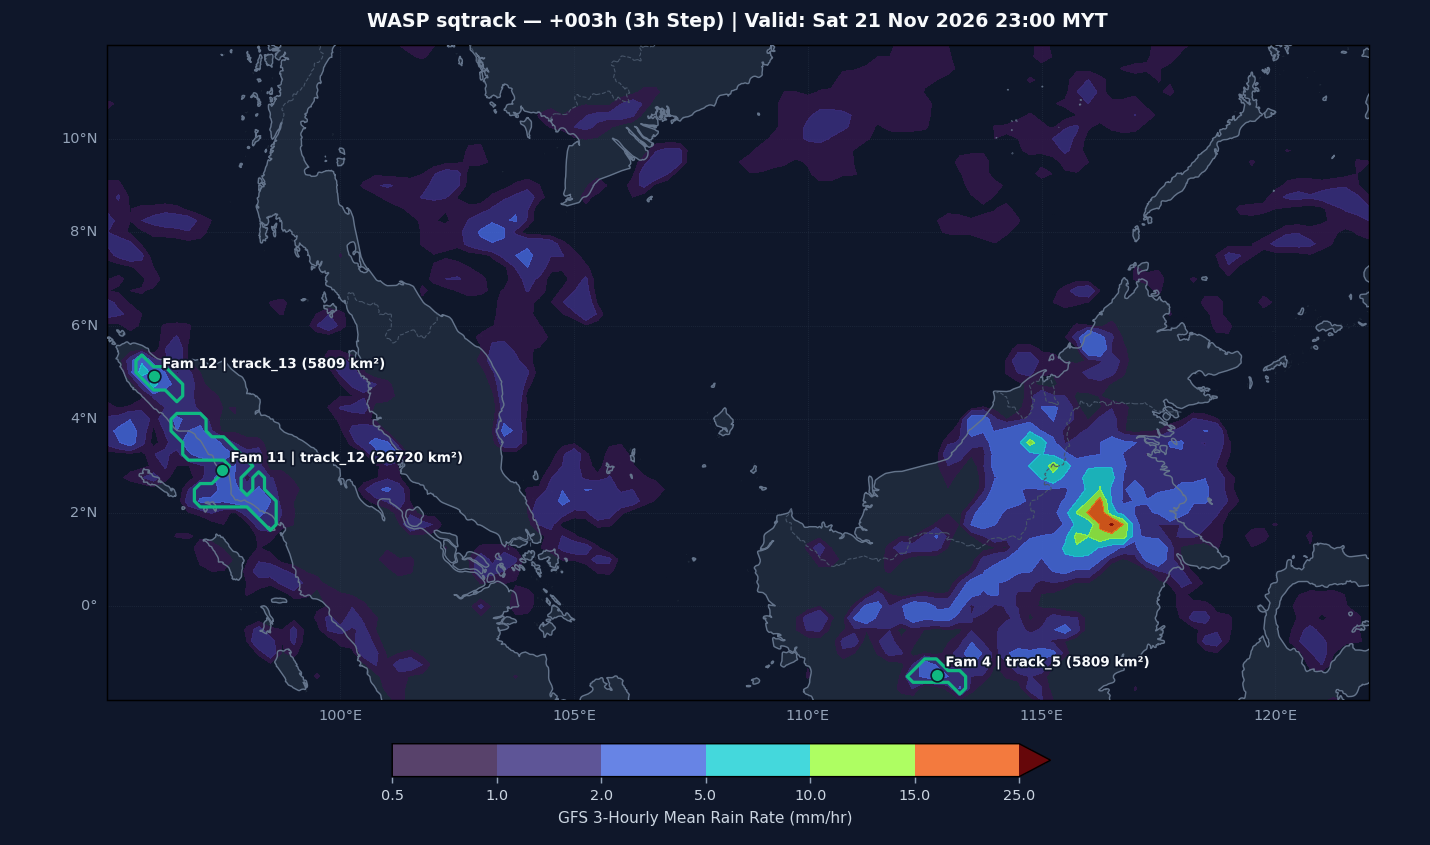 WASP sqtrack — +003h (3h Step) | Valid: Sat 21 Nov 2026 23:00 MYT
10°N
8°N
6°N
Fam 12 | track_13 (5809 km²)
4°N
Fam 11 | track_12 (26720 km²)
2°N
0°
Fam 4 | track_5 (5809 km²)
100°E 105°E 110°E 115°E 120°E
0.5 1.0 2.0 5.0 10.0 15.0 25.0
GFS 3-Hourly Mean Rain Rate (mm/hr)